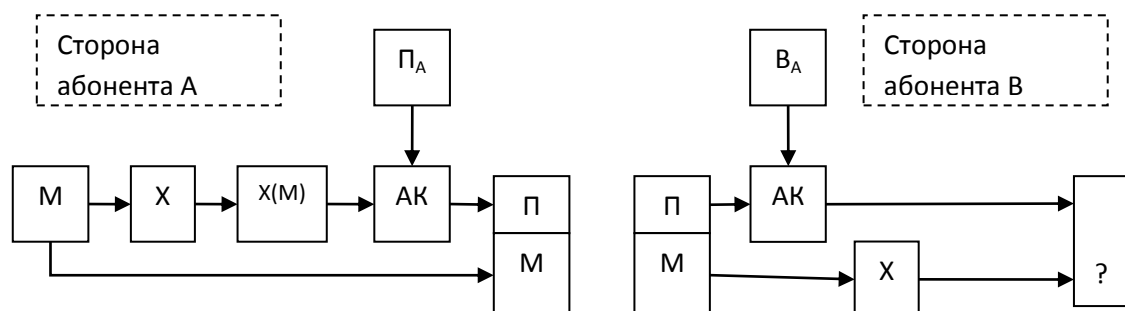 Сторона
абонента А
П_А
В_А
Сторона
абонента В
М
Х
Х(М)
АК
П
М
П
М
АК
Х
?